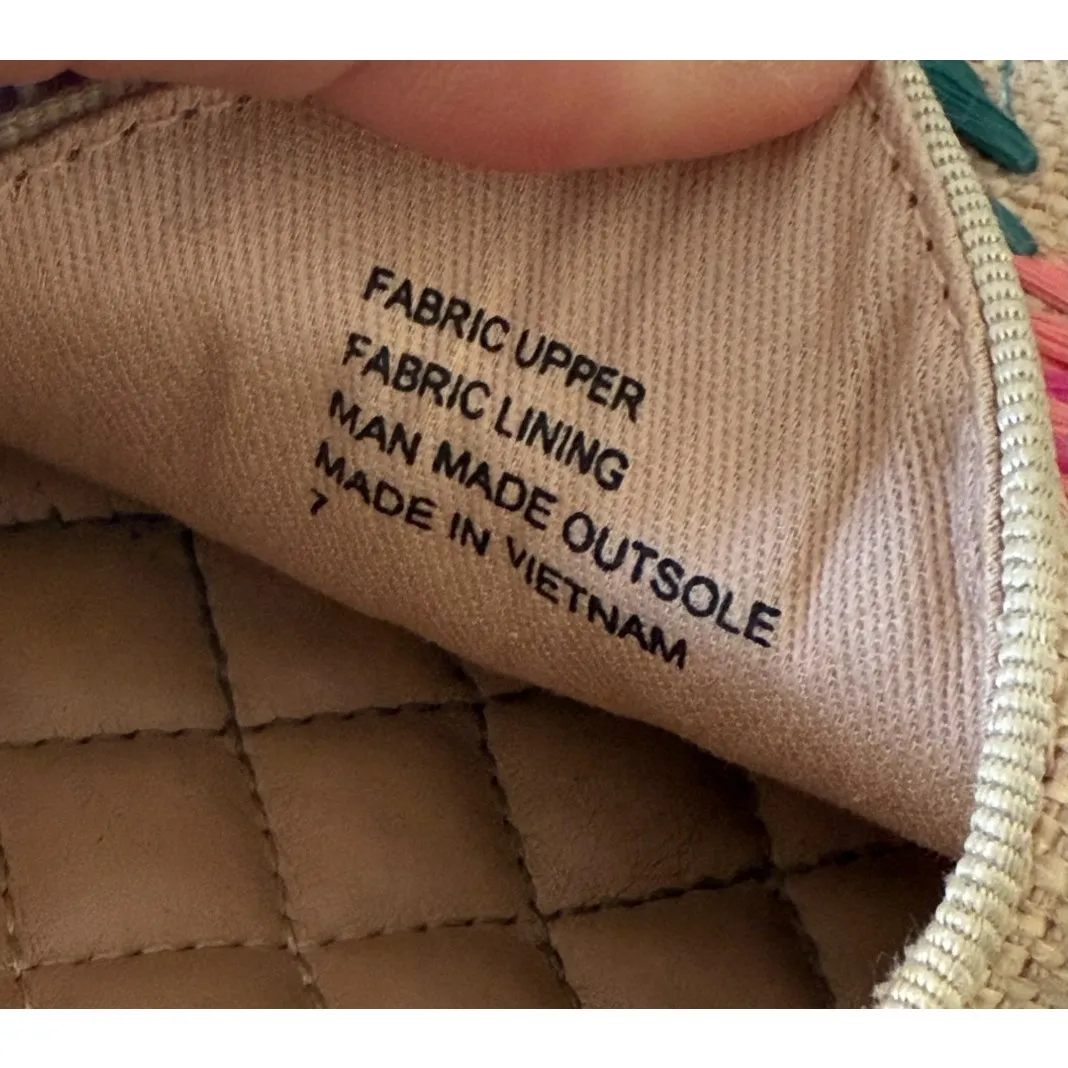 FABRIC UPPER
FABRIC LINING
MAN MADE OUTSOLE
MADE IN VIETNAM
7